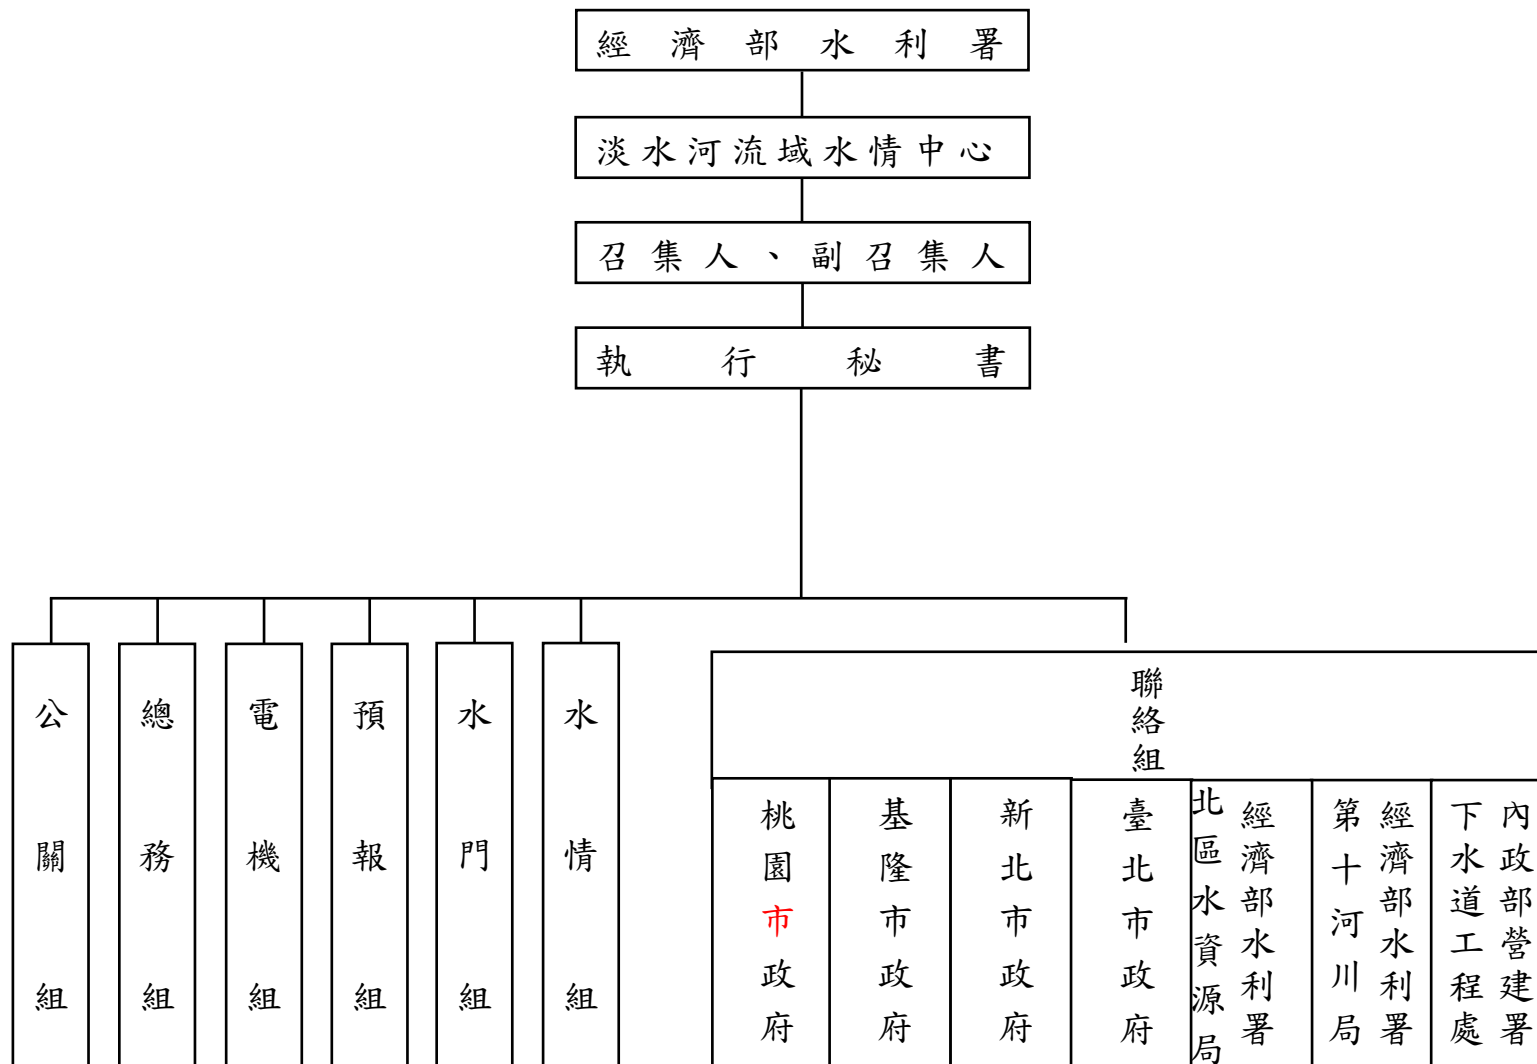 經濟部水利署
淡水河流域水情中心
召集人、副召集人
執行秘書
公關組
總務組
電機組
預報組
水門組
水情組
聯絡組
桃園市政府
基隆市政府
新北市政府
臺北市政府
經濟部水利署
北區水資源局
經濟部水利署
第十河川局
內政部營建署
下水道工程處